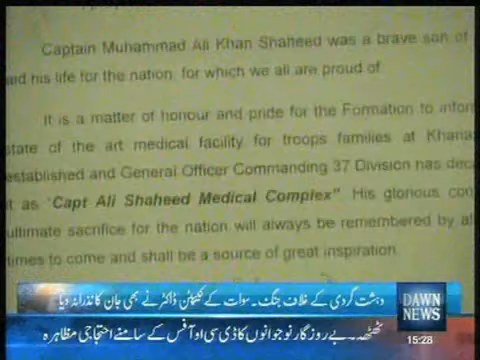 Captain Muhammad Ali Khan Shaheed was a brave son of
aid his life for the nation, for which we all are proud of
It is a matter of honour and pride for the Formation to infor
state of the art medical facility for troops families at Khana
established and General Officer Commanding 37 Division has dec
it as "Capt Ali Shaheed Medical Complex". His glorious con
ultimate sacrifice for the nation will always be remembered by al
times to come and shall be a source of great inspiration.
دہشت گردی کے خلاف جنگ۔ سوات کے کیپٹن ڈاکٹر نے بھی جان کا نذرانہ دیا
ٹھٹھہ۔ بے روزگار نوجوانوں کا ڈی سی او آفس کے سامنے احتجاجی مظاہرہ
DAWN
NEWS
15:28